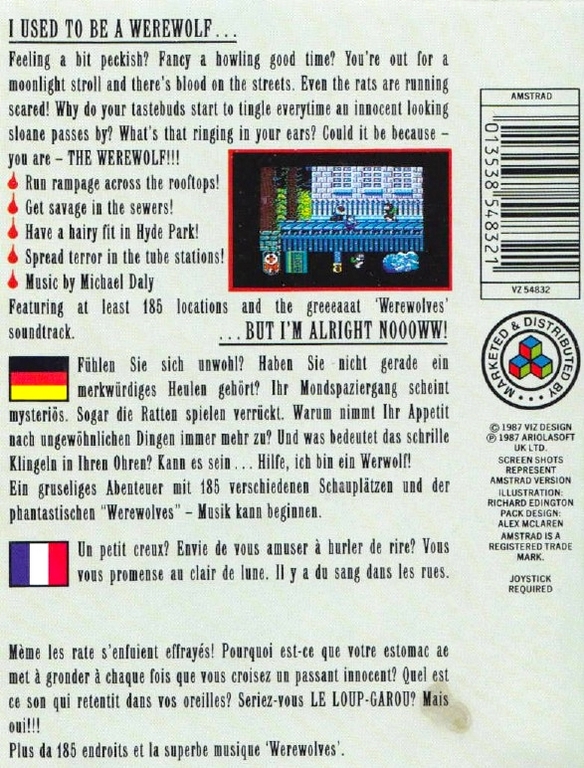 I USED TO BE A WEREWOLF...
Feeling a bit peckish? Fancy a howling good time? You're out for a
moonlight stroll and there's blood on the streets. Even the rats are running
scared! Why do your tastebuds start to tingle everytime an innocent looking
sloane passes by? What's that ringing in your ears? Could it be because –
you are – THE WEREWOLF!!!
Run rampage across the rooftops!
Get savage in the sewers!
Have a hairy fit in Hyde Park!
Spread terror in the tube stations!
Music by Michael Daly
Featuring at least 185 locations and the greeeaaat 'Werewolves'
soundtrack.
...BUT I'M ALRIGHT NOOOWW!
Fühlen Sie sich unwohl? Haben Sie nicht gerade ein
merkwürdiges Heulen gehört? Ihr Mondspaziergang scheint
mysteriös. Sogar die Ratten spielen verrückt. Warum nimmt Ihr Appetit
nach ungewöhnlichen Dingen immer mehr zu? Und was bedeutet das schrille
Klingeln in Ihren Ohren? Kann es sein... Hilfe, ich bin ein Werwolf!
Ein gruseliges Abenteuer mit 185 verschiedenen Schauplätzen und der
phantastischen "Werewolves" – Musik kann beginnen.
Un petit creux? Envie de vous amuser à hurler de rire? Vous
vous promense au clair de lune. Il y a du sang dans les rues.
Mème les rate s'enfuient effrayés! Pourquoi est-ce que votre estomac ae
met à gronder à chaque fois que vous croisez un passant innocent? Quel est
ce son qui retentit dans vos oreilles? Seriez-vous LE LOUP-GAROU? Mais
oui!!!
Plus da 185 endroits et la superbe musique 'Werewolves'.
AMSTRAD
013538548321
VZ 54832
MARKETED & DISTRIBUTED BY
© 1987 VIZ DESIGN
℗ 1987 ARIOLASOFT
UK LTD.
SCREEN SHOTS
REPRESENT
AMSTRAD VERSION
ILLUSTRATION:
RICHARD EDINGTON
PACK DESIGN:
ALEX MCLAREN
AMSTRAD IS A
REGISTERED TRADE
MARK.
JOYSTICK
REQUIRED